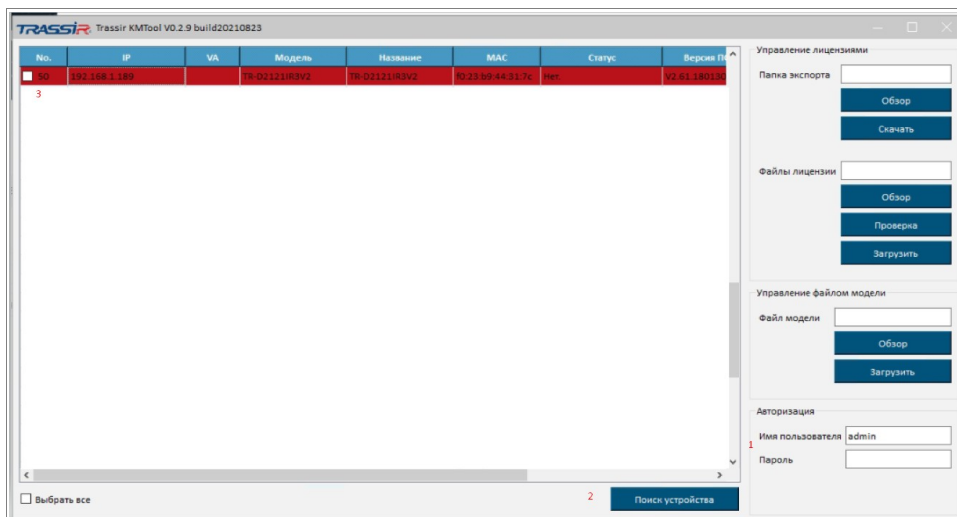 TRASSIR Trassir KMTool V0.2.9 build20210823
No. IP VA Модель Название MAC Статус Версия ПО
50 192.168.1.189 TR-D2121IR3V2 TR-D2121IR3V2 f0:23:b9:44:31:7c Нет V2.61.180130
3
Управление лицензиями
Папка экспорта
Обзор
Скачать
Файлы лицензии
Обзор
Проверка
Загрузить
Управление файлом модели
Файл модели
Обзор
Загрузить
Авторизация
1 Имя пользователя admin
Пароль
Выбрать все 2 Поиск устройства